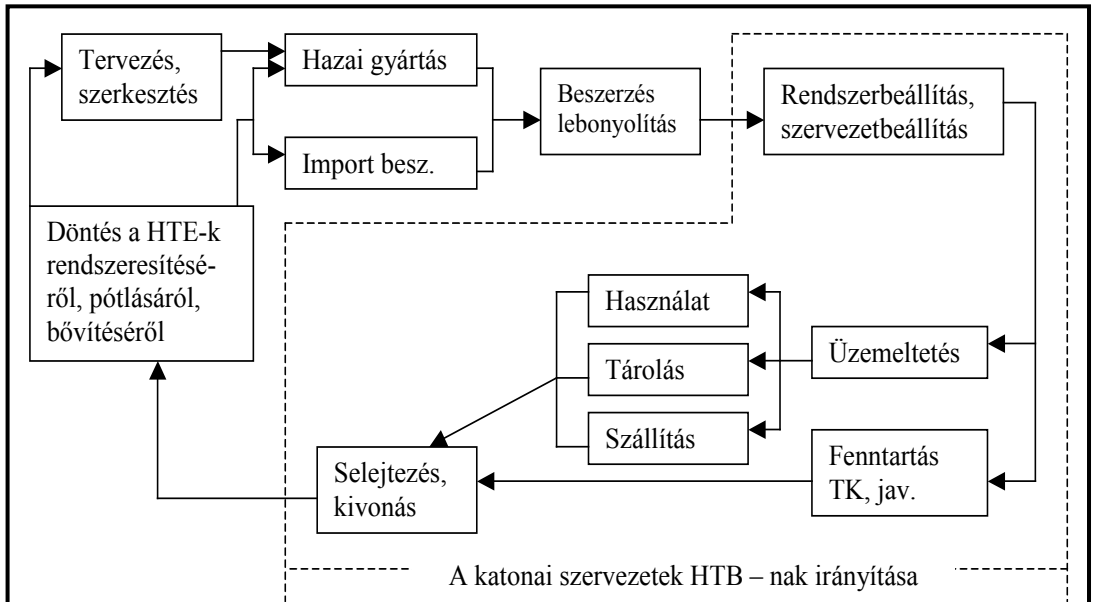 Tervezés,
szerkesztés
Hazai gyártás
Import besz.
Beszerzés
lebonyolítás
Rendszerbeállítás,
szervezetbeállítás
Döntés a HTE-k
rendszeresítésé-
ről, pótlásáról,
bővítéséről
Használat
Tárolás
Szállítás
Üzemeltetés
Fenntartás
TK, jav.
Selejtezés,
kivonás
A katonai szervezetek HTB – nak irányítása